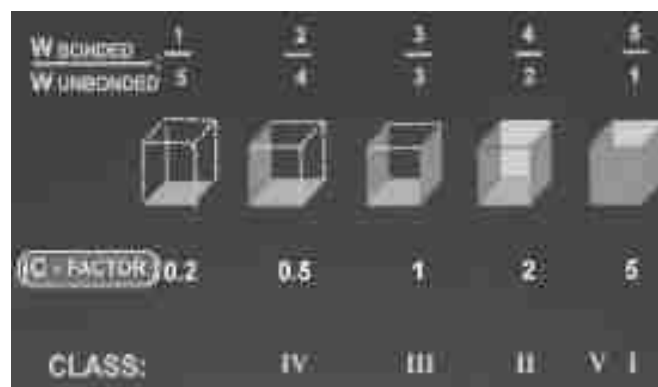 W BONDED 1 2 3 4 5
W UNBONDED 5 4 3 2 1
C - FACTOR 0.2 0.5 1 2 5
CLASS: IV III II V I